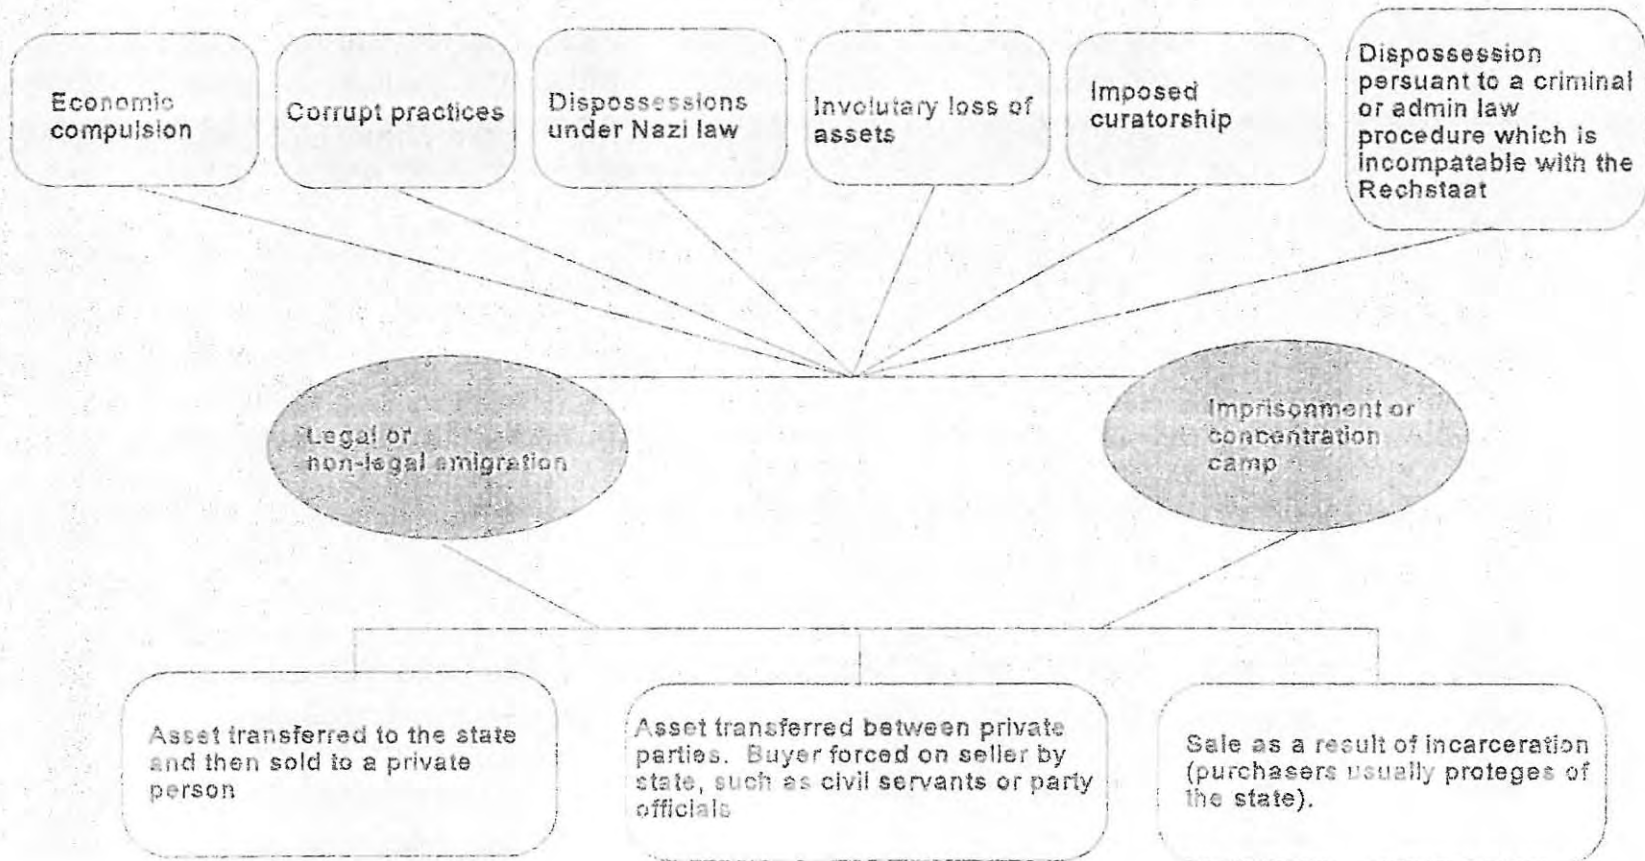 Economic
compulsion
Corrupt practices
Dispossessions
under Nazi law
Involutary loss of
assets
Imposed
curatorship
Dispossession
persuant to a criminal
or admin law
procedure which is
incompatable with the
Rechstaat
Legal or
non-legal emigration
Imprisonment or
concentration
camp
Asset transferred to the state
and then sold to a private
person
Asset transferred between private
parties. Buyer forced on seller by
state, such as civil servants or party
officials
Sale as a result of incarceration
(purchasers usually proteges of
the state).